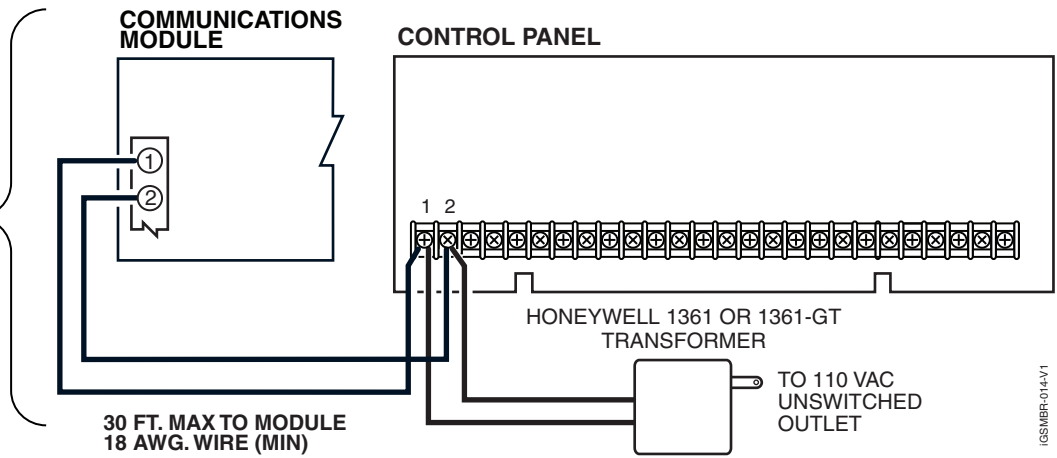 COMMUNICATIONS
MODULE
CONTROL PANEL
1
2
1 2
HONEYWELL 1361 OR 1361-GT
TRANSFORMER
TO 110 VAC
UNSWITCHED
OUTLET
30 FT. MAX TO MODULE
18 AWG. WIRE (MIN)
iGSMBR-014-V1